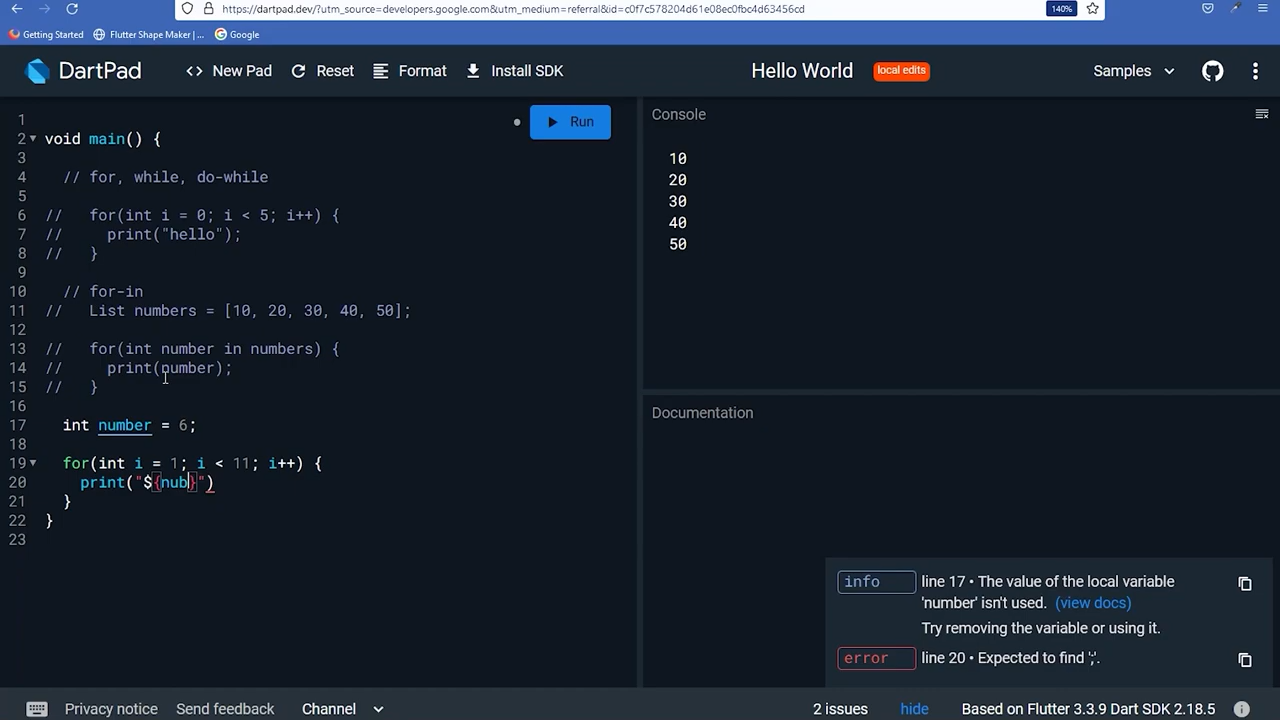 https://dartpad.dev/?utm_source=developers.google.com&utm_medium=referral&id=c0f7c578204d61e08ec0fbc4d63456cd
140%
Getting Started
Flutter Shape Maker | ...
Google
DartPad
<> New Pad
Reset
Format
Install SDK
Hello World
local edits
Samples
Run
1
2 void main() {
3
4 // for, while, do-while
5
6 // for(int i = 0; i < 5; i++) {
7 // print("hello");
8 // }
9
10 // for-in
11 // List numbers = [10, 20, 30, 40, 50];
12
13 // for(int number in numbers) {
14 // print(number);
15 // }
16
17 int number = 6;
18
19 for(int i = 1; i < 11; i++) {
20 print("${nub}")
21 }
22 }
23
Console
10
20
30
40
50
Documentation
info line 17 • The value of the local variable
'number' isn't used. (view docs)
Try removing the variable or using it.
error line 20 • Expected to find ';'.
Privacy notice
Send feedback
Channel
2 issues
hide
Based on Flutter 3.3.9 Dart SDK 2.18.5